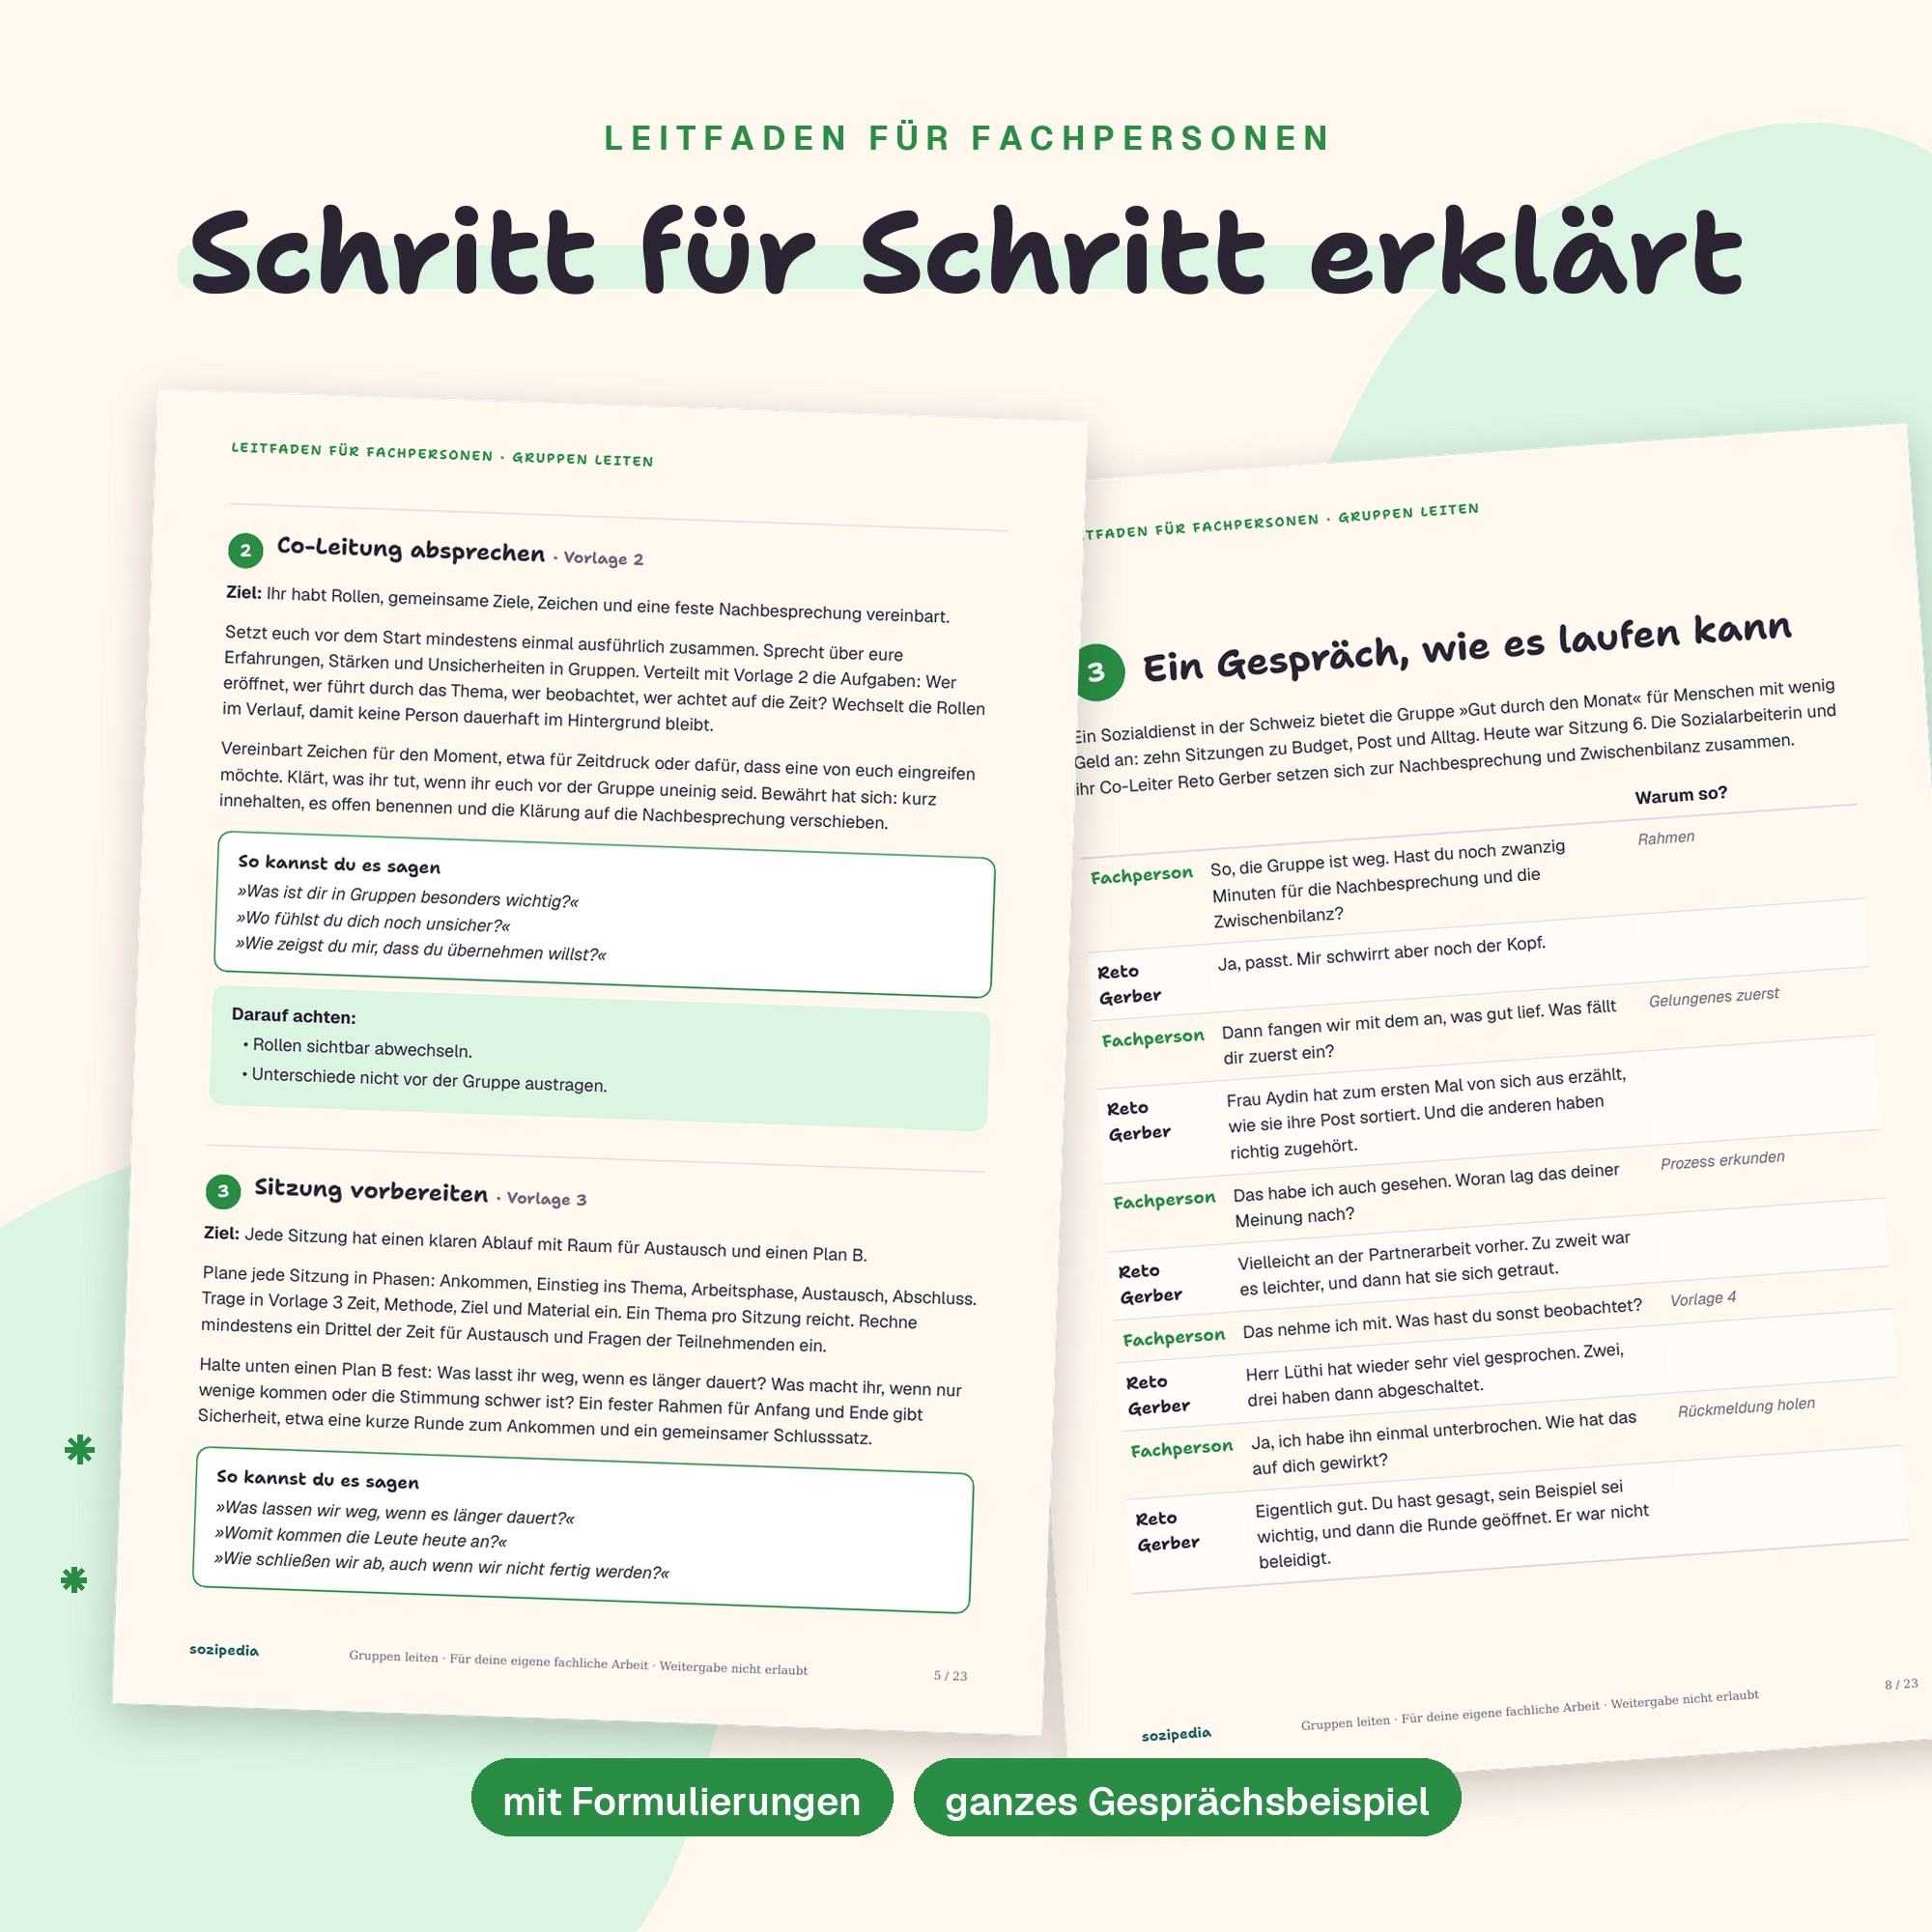 LEITFADEN FÜR FACHPERSONEN
Schritt für Schritt erklärt
LEITFADEN FÜR FACHPERSONEN · GRUPPEN LEITEN
2 Co-Leitung absprechen · Vorlage 2
Ziel: Ihr habt Rollen, gemeinsame Ziele, Zeichen und eine feste Nachbesprechung vereinbart.
Setzt euch vor dem Start mindestens einmal ausführlich zusammen. Sprecht über eure
Erfahrungen, Stärken und Unsicherheiten in Gruppen. Verteilt mit Vorlage 2 die Aufgaben: Wer
eröffnet, wer führt durch das Thema, wer beobachtet, wer achtet auf die Zeit? Wechselt die Rollen
im Verlauf, damit keine Person dauerhaft im Hintergrund bleibt.
Vereinbart Zeichen für den Moment, etwa für Zeitdruck oder dafür, dass eine von euch eingreifen
möchte. Klärt, was ihr tut, wenn ihr euch vor der Gruppe uneinig seid. Bewährt hat sich: kurz
innehalten, es offen benennen und die Klärung auf die Nachbesprechung verschieben.
So kannst du es sagen
»Was ist dir in Gruppen besonders wichtig?«
»Wo fühlst du dich noch unsicher?«
»Wie zeigst du mir, dass du übernehmen willst?«
Darauf achten:
• Rollen sichtbar abwechseln.
• Unterschiede nicht vor der Gruppe austragen.
3 Sitzung vorbereiten · Vorlage 3
Ziel: Jede Sitzung hat einen klaren Ablauf mit Raum für Austausch und einen Plan B.
Plane jede Sitzung in Phasen: Ankommen, Einstieg ins Thema, Arbeitsphase, Austausch, Abschluss.
Trage in Vorlage 3 Zeit, Methode, Ziel und Material ein. Ein Thema pro Sitzung reicht. Rechne
mindestens ein Drittel der Zeit für Austausch und Fragen der Teilnehmenden ein.
Halte unten einen Plan B fest: Was lasst ihr weg, wenn es länger dauert? Was macht ihr, wenn nur
wenige kommen oder die Stimmung schwer ist? Ein fester Rahmen für Anfang und Ende gibt
Sicherheit, etwa eine kurze Runde zum Ankommen und ein gemeinsamer Schlusssatz.
So kannst du es sagen
»Was lassen wir weg, wenn es länger dauert?«
»Womit kommen die Leute heute an?«
»Wie schließen wir ab, auch wenn wir nicht fertig werden?«
sozipedia Gruppen leiten · Für deine eigene fachliche Arbeit · Weitergabe nicht erlaubt 5 / 23
ITFADEN FÜR FACHPERSONEN · GRUPPEN LEITEN
3 Ein Gespräch, wie es laufen kann
Ein Sozialdienst in der Schweiz bietet die Gruppe »Gut durch den Monat« für Menschen mit wenig
Geld an: zehn Sitzungen zu Budget, Post und Alltag. Heute war Sitzung 6. Die Sozialarbeiterin und
ihr Co-Leiter Reto Gerber setzen sich zur Nachbesprechung und Zwischenbilanz zusammen.
Warum so?
Fachperson So, die Gruppe ist weg. Hast du noch zwanzig Rahmen
Minuten für die Nachbesprechung und die
Zwischenbilanz?
Reto Ja, passt. Mir schwirrt aber noch der Kopf.
Gerber
Fachperson Dann fangen wir mit dem an, was gut lief. Was fällt Gelungenes zuerst
dir zuerst ein?
Reto Frau Aydin hat zum ersten Mal von sich aus erzählt,
Gerber wie sie ihre Post sortiert. Und die anderen haben
richtig zugehört.
Fachperson Das habe ich auch gesehen. Woran lag das deiner Prozess erkunden
Meinung nach?
Reto Vielleicht an der Partnerarbeit vorher. Zu zweit war
Gerber es leichter, und dann hat sie sich getraut.
Fachperson Das nehme ich mit. Was hast du sonst beobachtet? Vorlage 4
Reto Herr Lüthi hat wieder sehr viel gesprochen. Zwei,
Gerber drei haben dann abgeschaltet.
Fachperson Ja, ich habe ihn einmal unterbrochen. Wie hat das Rückmeldung holen
auf dich gewirkt?
Reto Eigentlich gut. Du hast gesagt, sein Beispiel sei
Gerber wichtig, und dann die Runde geöffnet. Er war nicht
beleidigt.
sozipedia Gruppen leiten · Für deine eigene fachliche Arbeit · Weitergabe nicht erlaubt 8 / 23
mit Formulierungen
ganzes Gesprächsbeispiel